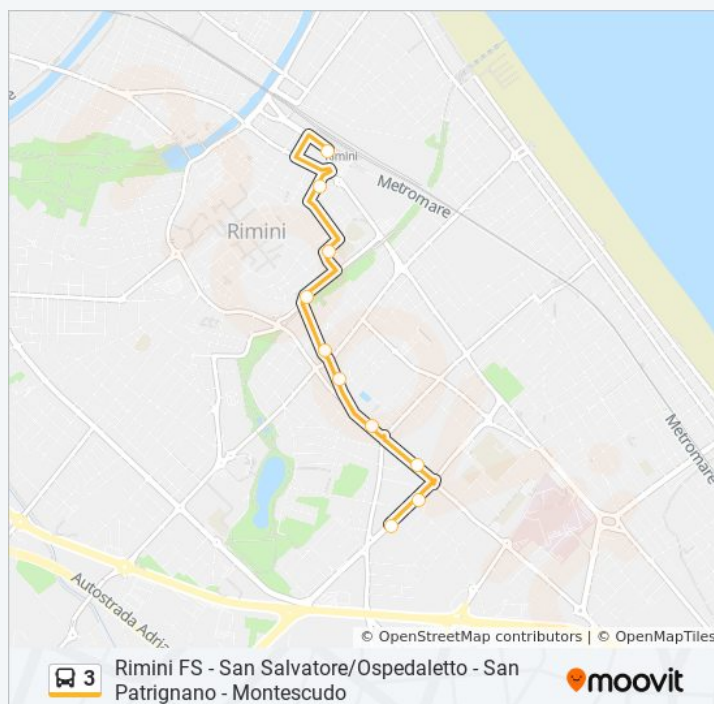 Rimini
Metromare
Rimini
Metromare
Autostrada Adria
© OpenStreetMap contributors | © OpenMapTiles
3
Rimini FS - San Salvatore/Ospedaletto - San
Patrignano - Montescudo
moovit